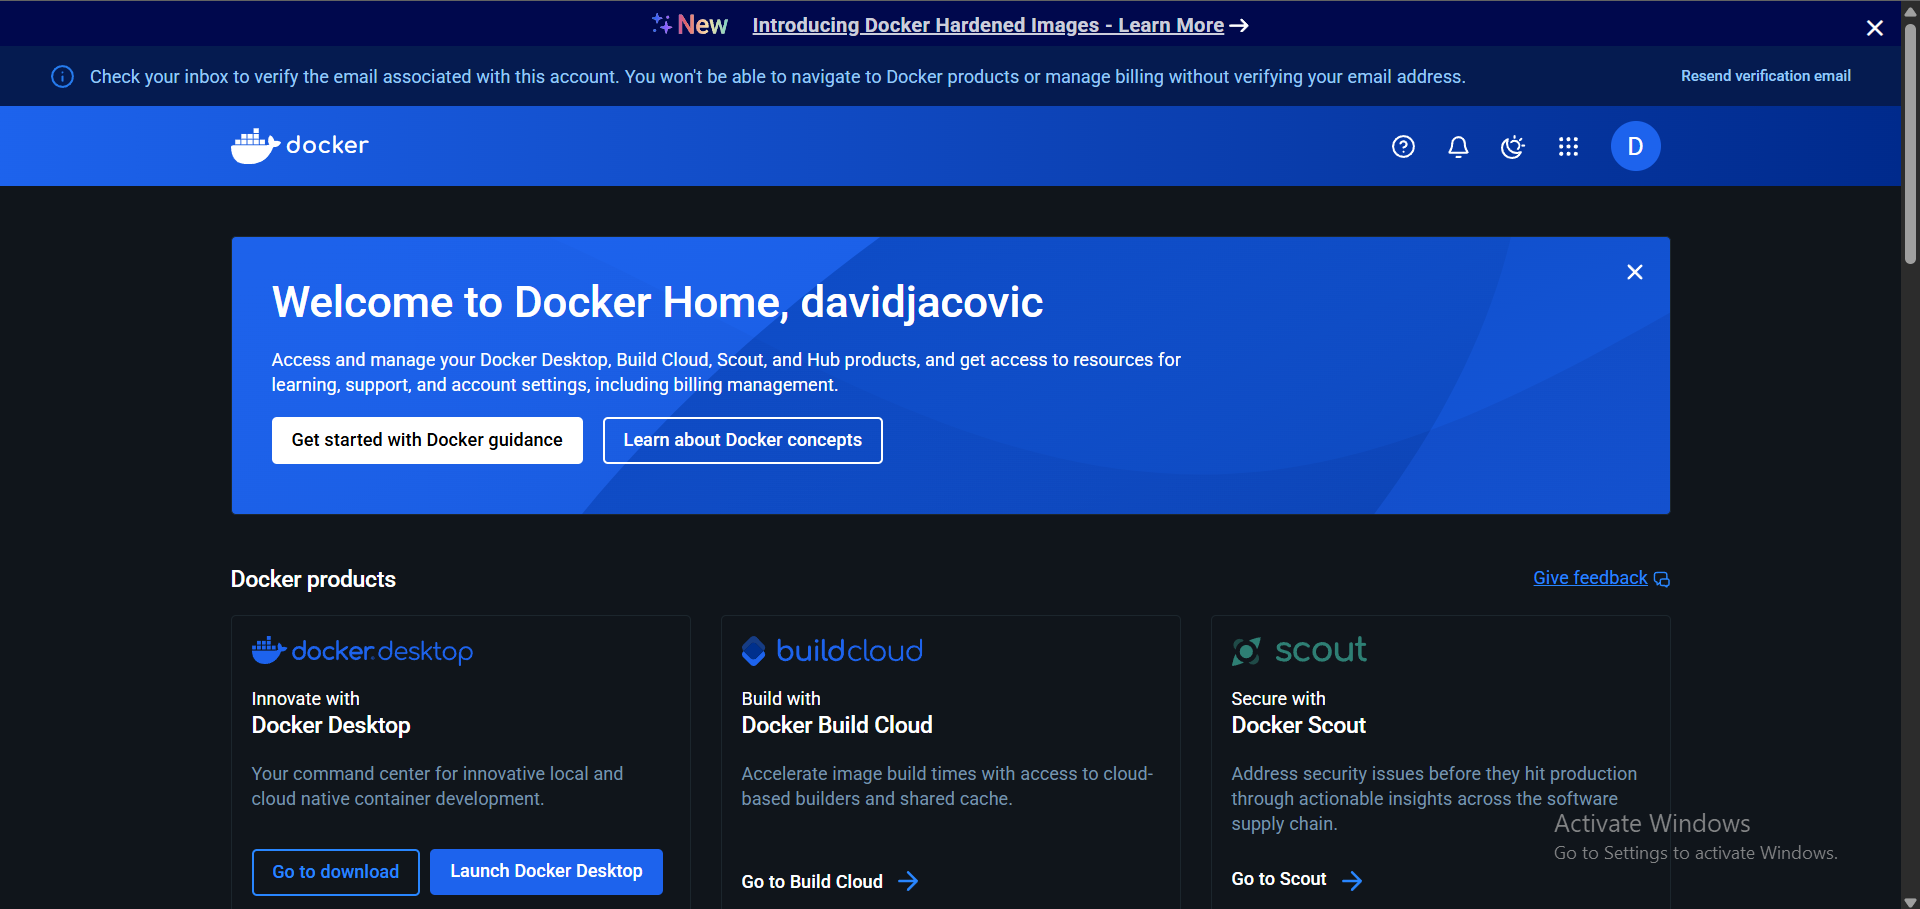 New Introducing Docker Hardened Images - Learn More
Check your inbox to verify the email associated with this account. You won't be able to navigate to Docker products or manage billing without verifying your email address. Resend verification email
docker D
Welcome to Docker Home, davidjacovic
Access and manage your Docker Desktop, Build Cloud, Scout, and Hub products, and get access to resources for
learning, support, and account settings, including billing management.
Get started with Docker guidance Learn about Docker concepts
Docker products Give feedback
docker desktop
Innovate with
Docker Desktop
Your command center for innovative local and
cloud native container development.
Go to download Launch Docker Desktop
build cloud
Build with
Docker Build Cloud
Accelerate image build times with access to cloud-
based builders and shared cache.
Go to Build Cloud
scout
Secure with
Docker Scout
Address security issues before they hit production
through actionable insights across the software
supply chain.
Go to Scout
Activate Windows
Go to Settings to activate Windows.